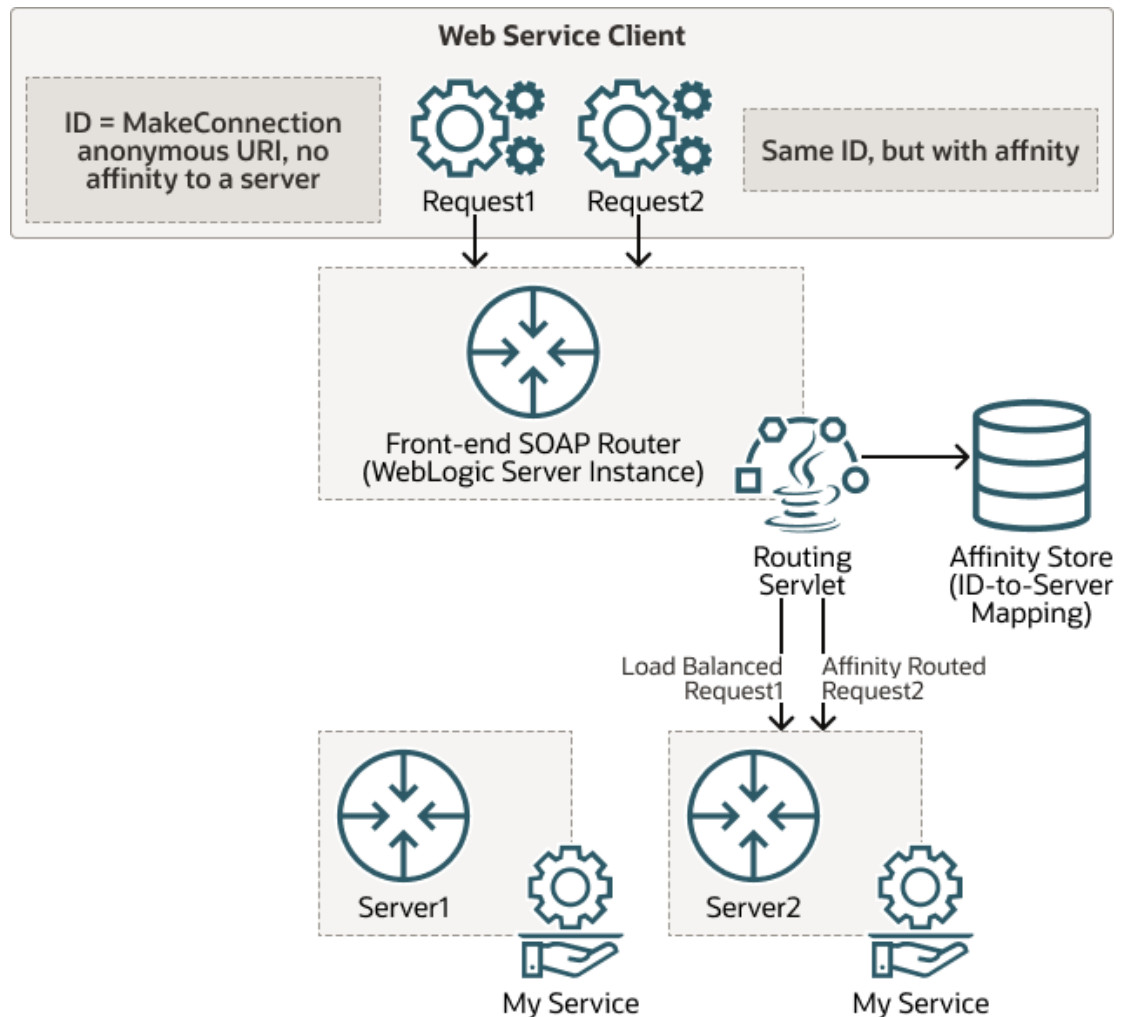 Web Service Client
ID = MakeConnection
anonymous URI, no
affinity to a server
Request1
Request2
Same ID, but with affnity
Front-end SOAP Router
(WebLogic Server Instance)
Routing
Servlet
Affinity Store
(ID-to-Server
Mapping)
Load Balanced
Request1
Affinity Routed
Request2
Server1
My Service
Server2
My Service